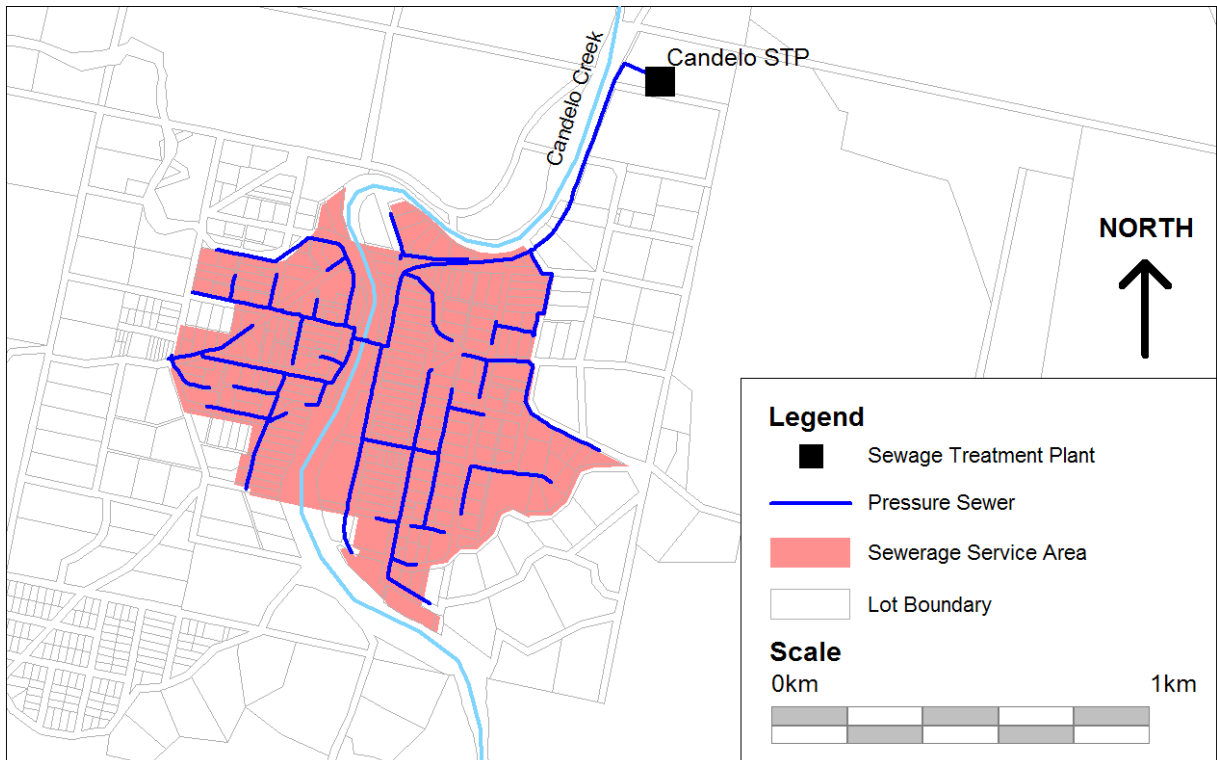 Candelo STP
Candelo Creek
NORTH
Legend
Sewage Treatment Plant
Pressure Sewer
Sewerage Service Area
Lot Boundary
Scale
0km 1km